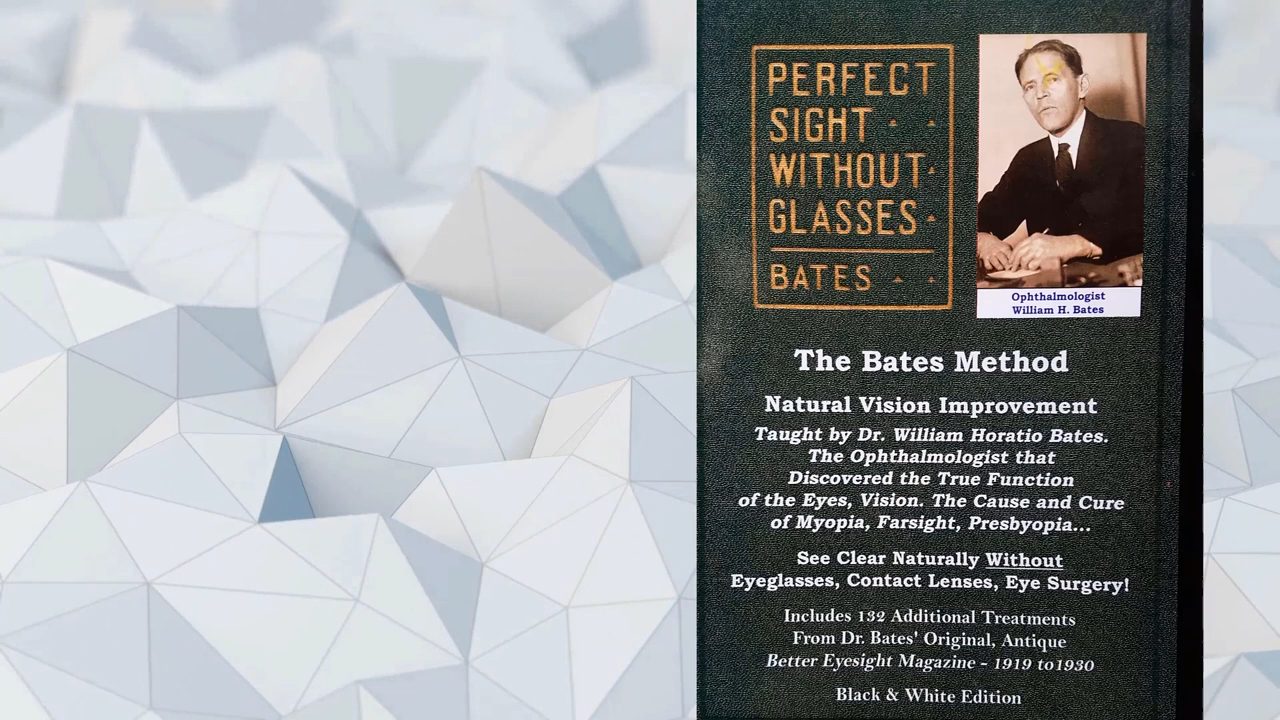 PERFECT
SIGHT
WITHOUT
GLASSES
BATES
Ophthalmologist
William H. Bates
The Bates Method
Natural Vision Improvement
Taught by Dr. William Horatio Bates.
The Ophthalmologist that
Discovered the True Function
of the Eyes, Vision. The Cause and Cure
of Myopia, Farsight, Presbyopia...
See Clear Naturally Without
Eyeglasses, Contact Lenses, Eye Surgery!
Includes 132 Additional Treatments
From Dr. Bates' Original, Antique
Better Eyesight Magazine - 1919 to1930
Black & White Edition